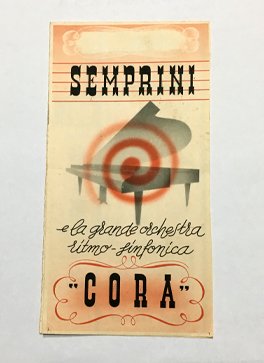 SEMPRINI
e la grande orchestra
ritmo-sinfonica
"CORA"